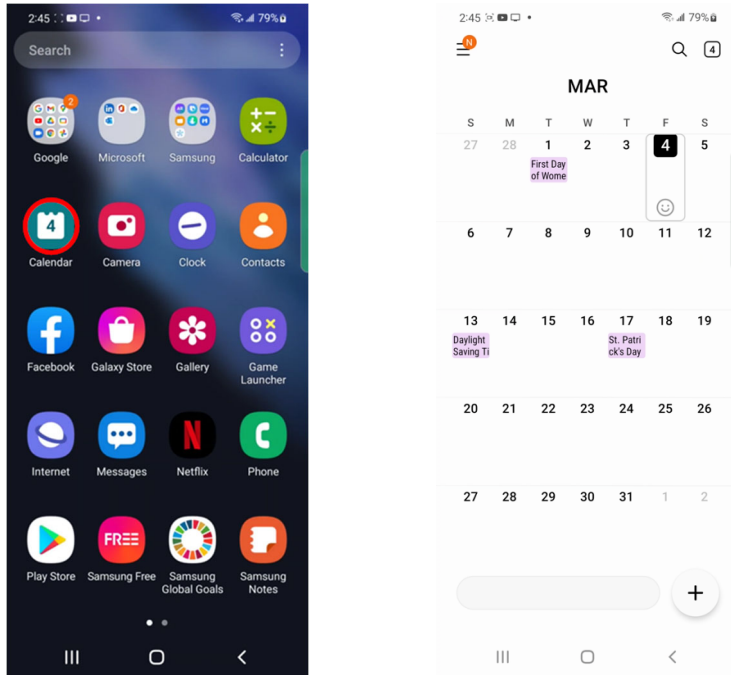 2:45
79%
Search
2
Google
Microsoft
Samsung
Calculator
4
Calendar
Camera
Clock
Contacts
Facebook
Galaxy Store
Gallery
Game
Launcher
Internet
Messages
Netflix
Phone
FREE
Play Store
Samsung Free
Samsung
Global Goals
Samsung
Notes
2:45
79%
N
4
MAR
S M T W T F S
27 28 1 2 3 4 5
First Day
of Wome
6 7 8 9 10 11 12
13 14 15 16 17 18 19
Daylight
Saving Ti
St. Patri
ck's Day
20 21 22 23 24 25 26
27 28 29 30 31 1 2